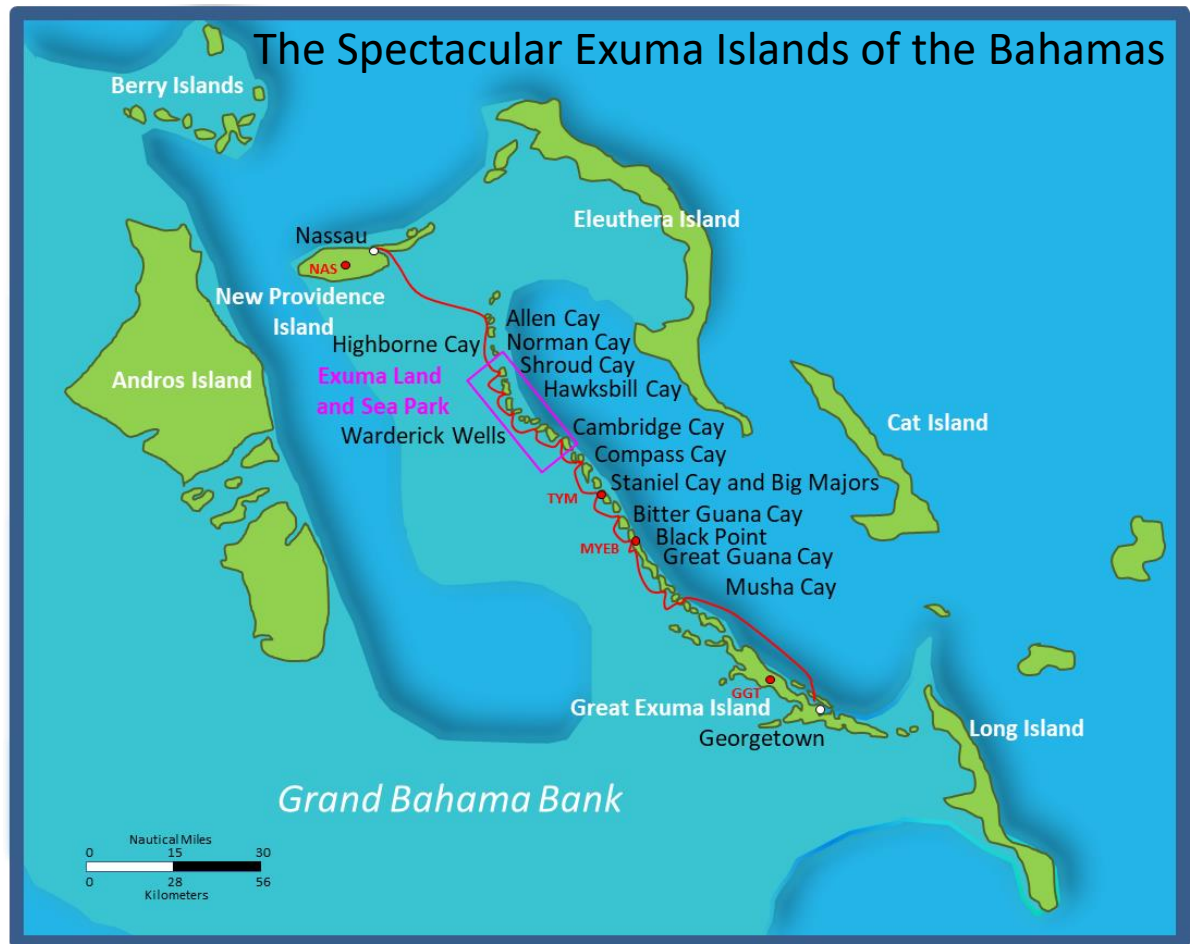 The Spectacular Exuma Islands of the Bahamas
Berry Islands
Eleuthera Island
Nassau
NAS
New Providence
Island
Allen Cay
Highborne Cay
Norman Cay
Shroud Cay
Exuma Land
and Sea Park
Hawksbill Cay
Andros Island
Warderick Wells
Cambridge Cay
Cat Island
Compass Cay
Staniel Cay and Big Majors
TYM
Bitter Guana Cay
Black Point
MYEB
Great Guana Cay
Musha Cay
GGT
Great Exuma Island
Georgetown
Long Island
Grand Bahama Bank
Nautical Miles
0 15 30
0 28 56
Kilometers